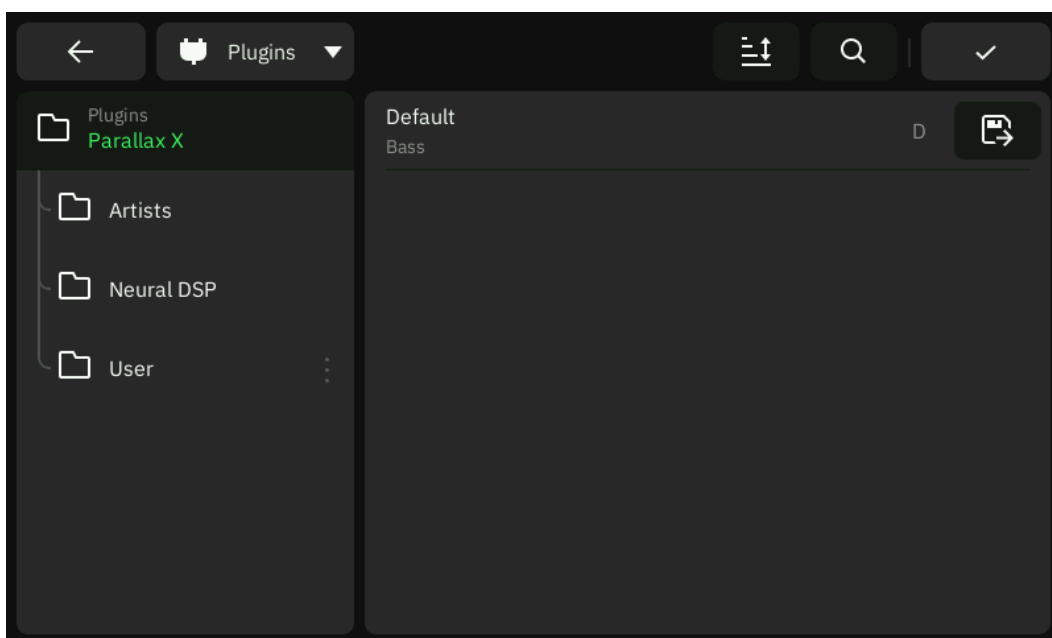 Plugins
Plugins
Parallax X
Artists
Neural DSP
User
Default
Bass
D